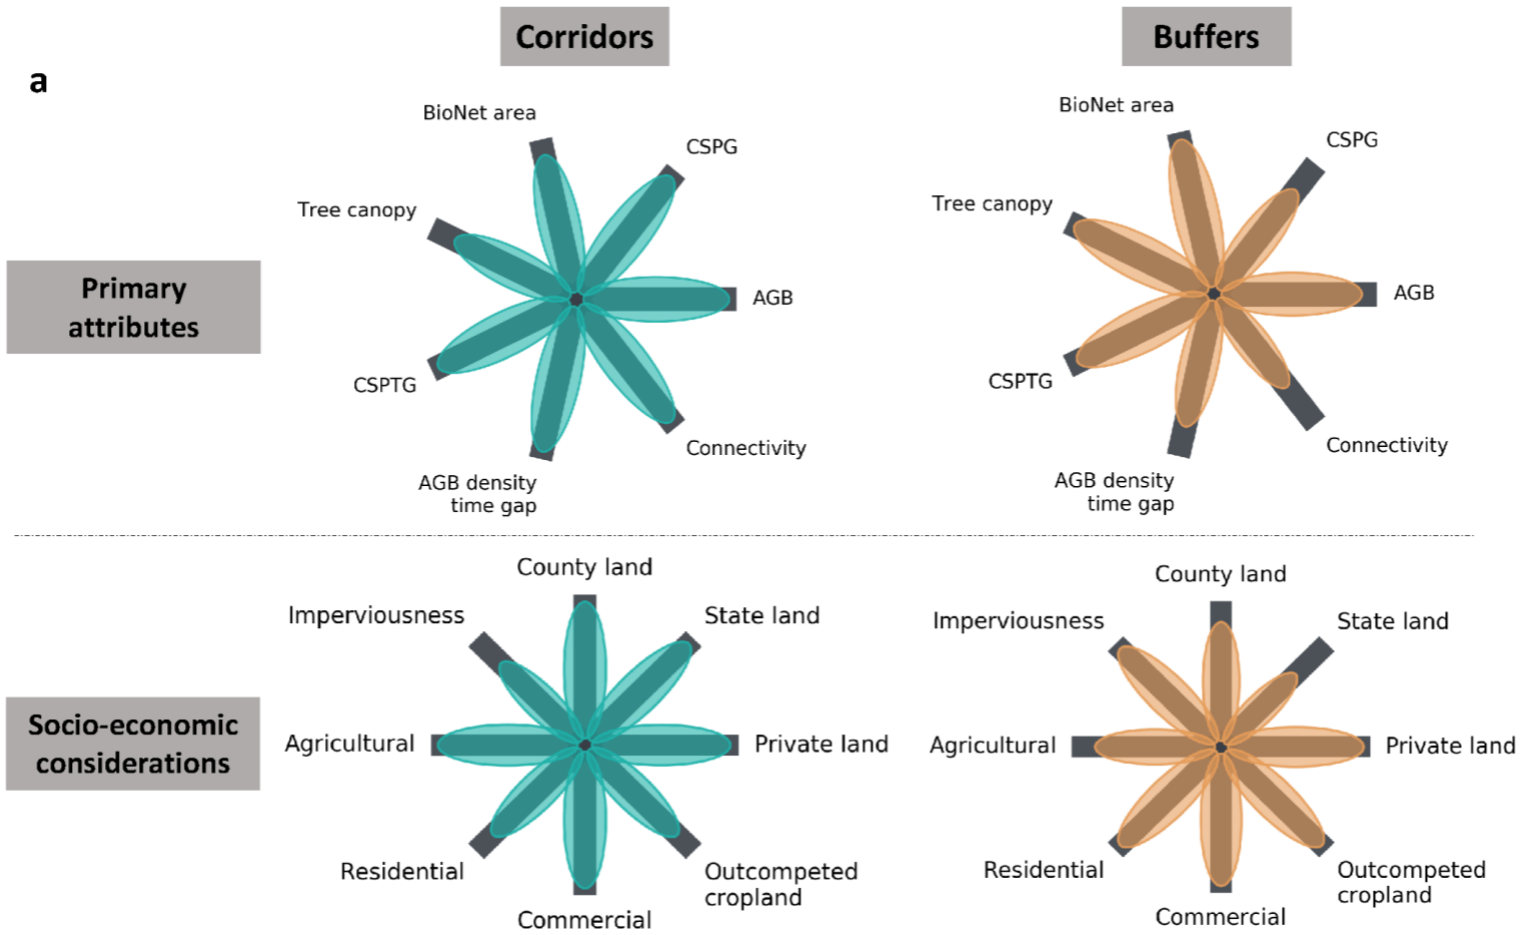 Corridors
Buffers
a
BioNet area
CSPG
Tree canopy
AGB
CSPTG
Connectivity
AGB density
time gap
BioNet area
CSPG
Tree canopy
AGB
CSPTG
Connectivity
AGB density
time gap
Primary
attributes
County land
Imperviousness
State land
Agricultural
Private land
Residential
Outcompeted
cropland
Commercial
County land
Imperviousness
State land
Agricultural
Private land
Residential
Outcompeted
cropland
Commercial
Socio-economic
considerations